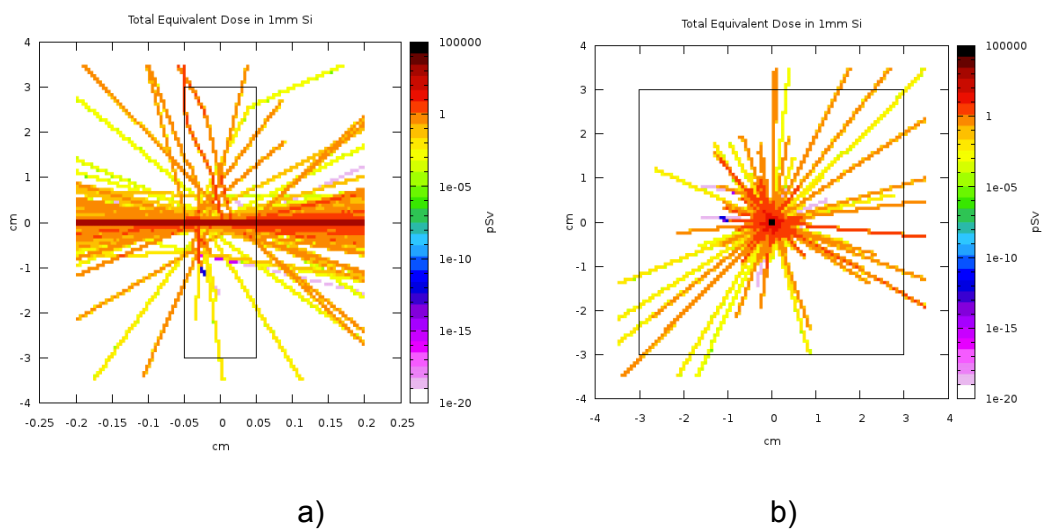 Total Equivalent Dose in 1mm Si
4
3
2
1
0
-1
-2
-3
-4
cm
-0.25 -0.2 -0.15 -0.1 -0.05 0 0.05 0.1 0.15 0.2 0.25
cm
100000
1
1e-05
1e-10
1e-15
1e-20
pSv
a)
Total Equivalent Dose in 1mm Si
4
3
2
1
0
-1
-2
-3
-4
cm
-4 -3 -2 -1 0 1 2 3 4
cm
100000
1
1e-05
1e-10
1e-15
1e-20
pSv
b)